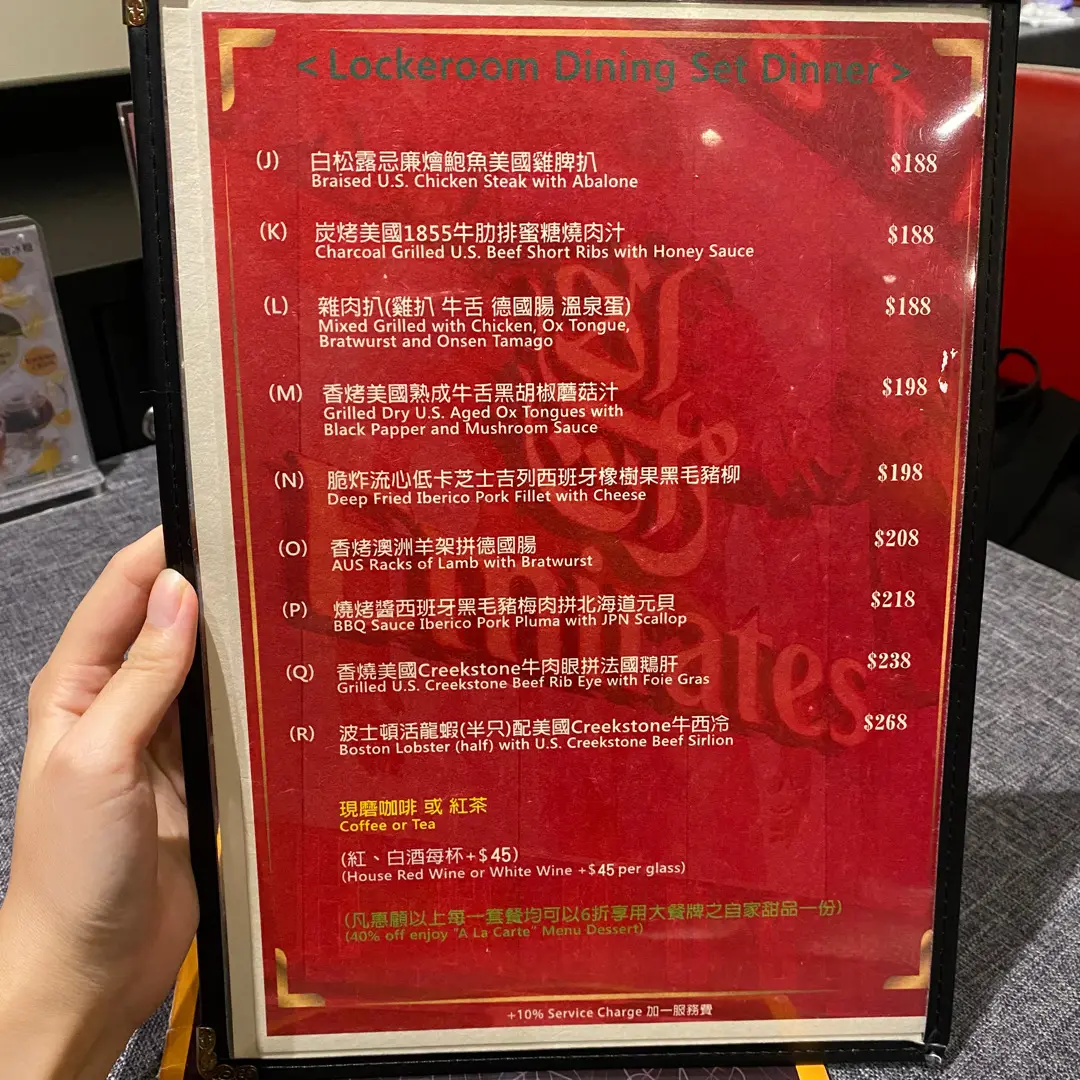 < Lockeroom Dining Set Dinner >
(J) 白松露忌廉燴鮑魚美國雞脾扒 $188
Braised U.S. Chicken Steak with Abalone
(K) 炭烤美國1855牛肋排蜜糖燒肉汁 $188
Charcoal Grilled U.S. Beef Short Ribs with Honey Sauce
(L) 雜肉扒(雞扒 牛舌 德國腸 溫泉蛋) $188
Mixed Grilled with Chicken, Ox Tongue,
Bratwurst and Onsen Tamago
(M) 香烤美國熟成牛舌黑胡椒蘑菇汁 $198
Grilled Dry U.S. Aged Ox Tongues with
Black Papper and Mushroom Sauce
(N) 脆炸流心低卡芝士吉列西班牙橡樹果黑毛豬柳 $198
Deep Fried Iberico Pork Fillet with Cheese
(O) 香烤澳洲羊架拼德國腸 $208
AUS Racks of Lamb with Bratwurst
(P) 燒烤醬西班牙黑毛豬梅肉拼北海道元貝 $218
BBQ Sauce Iberico Pork Pluma with JPN Scallop
(Q) 香燒美國Creekstone牛肉眼拼法國鵝肝 $238
Grilled U.S. Creekstone Beef Rib Eye with Foie Gras
(R) 波士頓活龍蝦(半只)配美國Creekstone牛西冷 $268
Boston Lobster (half) with U.S. Creekstone Beef Sirlion
現磨咖啡 或 紅茶
Coffee or Tea
(紅、白酒每杯+$45)
(House Red Wine or White Wine +$45 per glass)
(凡惠顧以上每一套餐均可以6折享用大餐牌之自家甜品一份)
(40% off enjoy "A La Carte" Menu Dessert)
+10% Service Charge 加一服務費